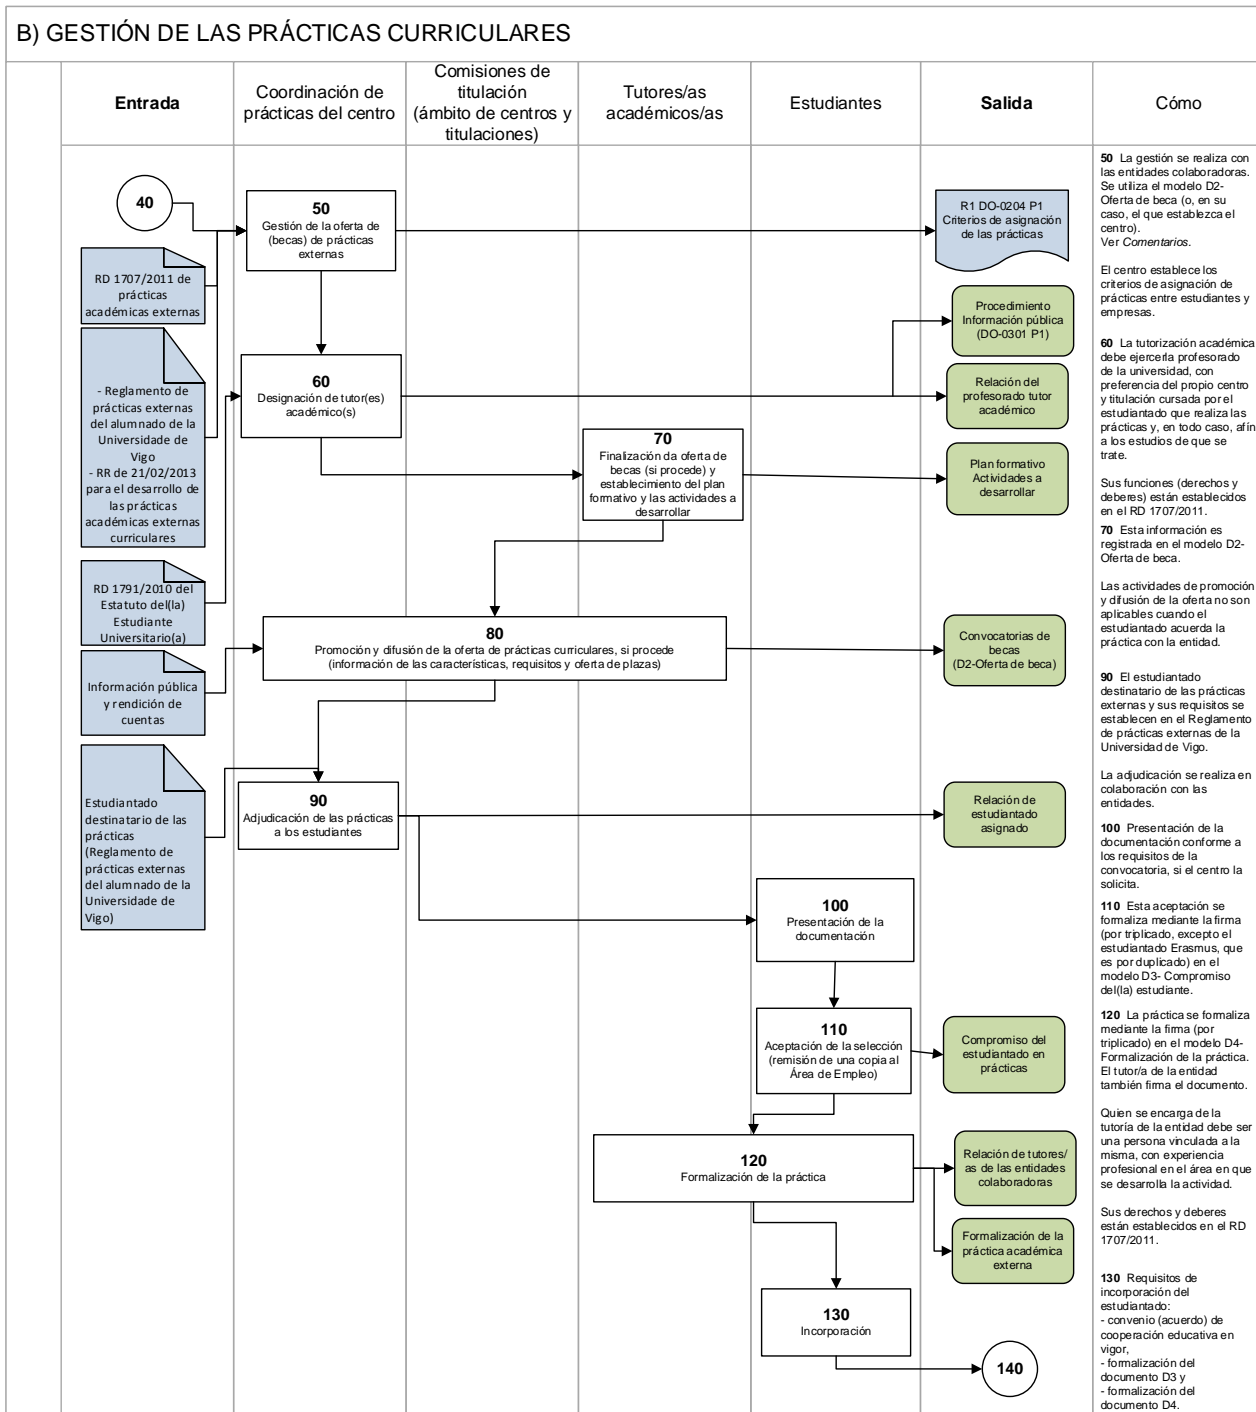 B) GESTIÓN DE LAS PRÁCTICAS CURRICULARES
Entrada
Coordinación de
prácticas del centro
Comisiones de
titulación
(ámbito de centros y
titulaciones)
Tutores/as
académicos/as
Estudiantes
Salida
Cómo
40
RD 1707/2011 de
prácticas
académicas externas
- Reglamento de
prácticas externas
del alumnado de la
Universidade de
Vigo
- RR de 21/02/2013
para el desarrollo de
las prácticas
académicas externas
curriculares
RD 1791/2010 del
Estatuto del(la)
Estudiante
Universitario(a)
Información pública
y rendición de
cuentas
Estudiantado
destinatario de las
prácticas
(Reglamento de
prácticas externas
del alumnado de la
Universidade de
Vigo)
50
Gestión de la oferta de
(becas) de prácticas
externas
60
Designación de tutor(es)
académico(s)
70
Finalización da oferta de
becas (si procede) y
establecimiento del plan
formativo y las actividades a
desarrollar
80
Promoción y difusión de la oferta de prácticas curriculares, si procede
(información de las características, requisitos y oferta de plazas)
90
Adjudicación de las prácticas
a los estudiantes
100
Presentación de la
documentación
110
Aceptación de la selección
(remisión de una copia al
Área de Empleo)
120
Formalización de la práctica
130
Incorporación
R1 DO-0204 P1
Criterios de asignación
de las prácticas
Procedimiento
Información pública
(DO-0301 P1)
Relación del
profesorado tutor
académico
Plan formativo
Actividades a
desarrollar
Convocatorias de
becas
(D2-Oferta de beca)
Relación de
estudiantado
asignado
Compromiso del
estudiantado en
prácticas
Relación de tutores/
as de las entidades
colaboradoras
Formalización de la
práctica académica
externa
140
50 La gestión se realiza con
las entidades colaboradoras.
Se utiliza el modelo D2-
Oferta de beca (o, en su
caso, el que establezca el
centro).
Ver Comentarios.
El centro establece los
criterios de asignación de
prácticas entre estudiantes y
empresas.
60 La tutorización académica
debe ejercerla profesorado
de la universidad, con
preferencia del propio centro
y titulación cursada por el
estudiantado que realiza las
prácticas y, en todo caso, afín
a los estudios de que se
trate.
Sus funciones (derechos y
deberes) están establecidos
en el RD 1707/2011.
70 Esta información es
registrada en el modelo D2-
Oferta de beca.
Las actividades de promoción
y difusión de la oferta no son
aplicables cuando el
estudiantado acuerda la
práctica con la entidad.
90 El estudiantado
destinatario de las prácticas
externas y sus requisitos se
establecen en el Reglamento
de prácticas externas de la
Universidad de Vigo.
La adjudicación se realiza en
colaboración con las
entidades.
100 Presentación de la
documentación conforme a
los requisitos de la
convocatoria, si el centro la
solicita.
110 Esta aceptación se
formaliza mediante la firma
(por triplicado, excepto el
estudiantado Erasmus, que
es por duplicado) en el
modelo D3- Compromiso
del(la) estudiante.
120 La práctica se formaliza
mediante la firma (por
triplicado) en el modelo D4-
Formalización de la práctica.
El tutor/a de la entidad
también firma el documento.
Quien se encarga de la
tutoría de la entidad debe ser
una persona vinculada a la
misma, con experiencia
profesional en el área en que
se desarrolla la actividad.
Sus derechos y deberes
están establecidos en el RD
1707/2011.
130 Requisitos de
incorporación del
estudiantado:
- convenio (acuerdo) de
cooperación educativa en
vigor,
- formalización del
documento D3 y
- formalización del
documento D4.